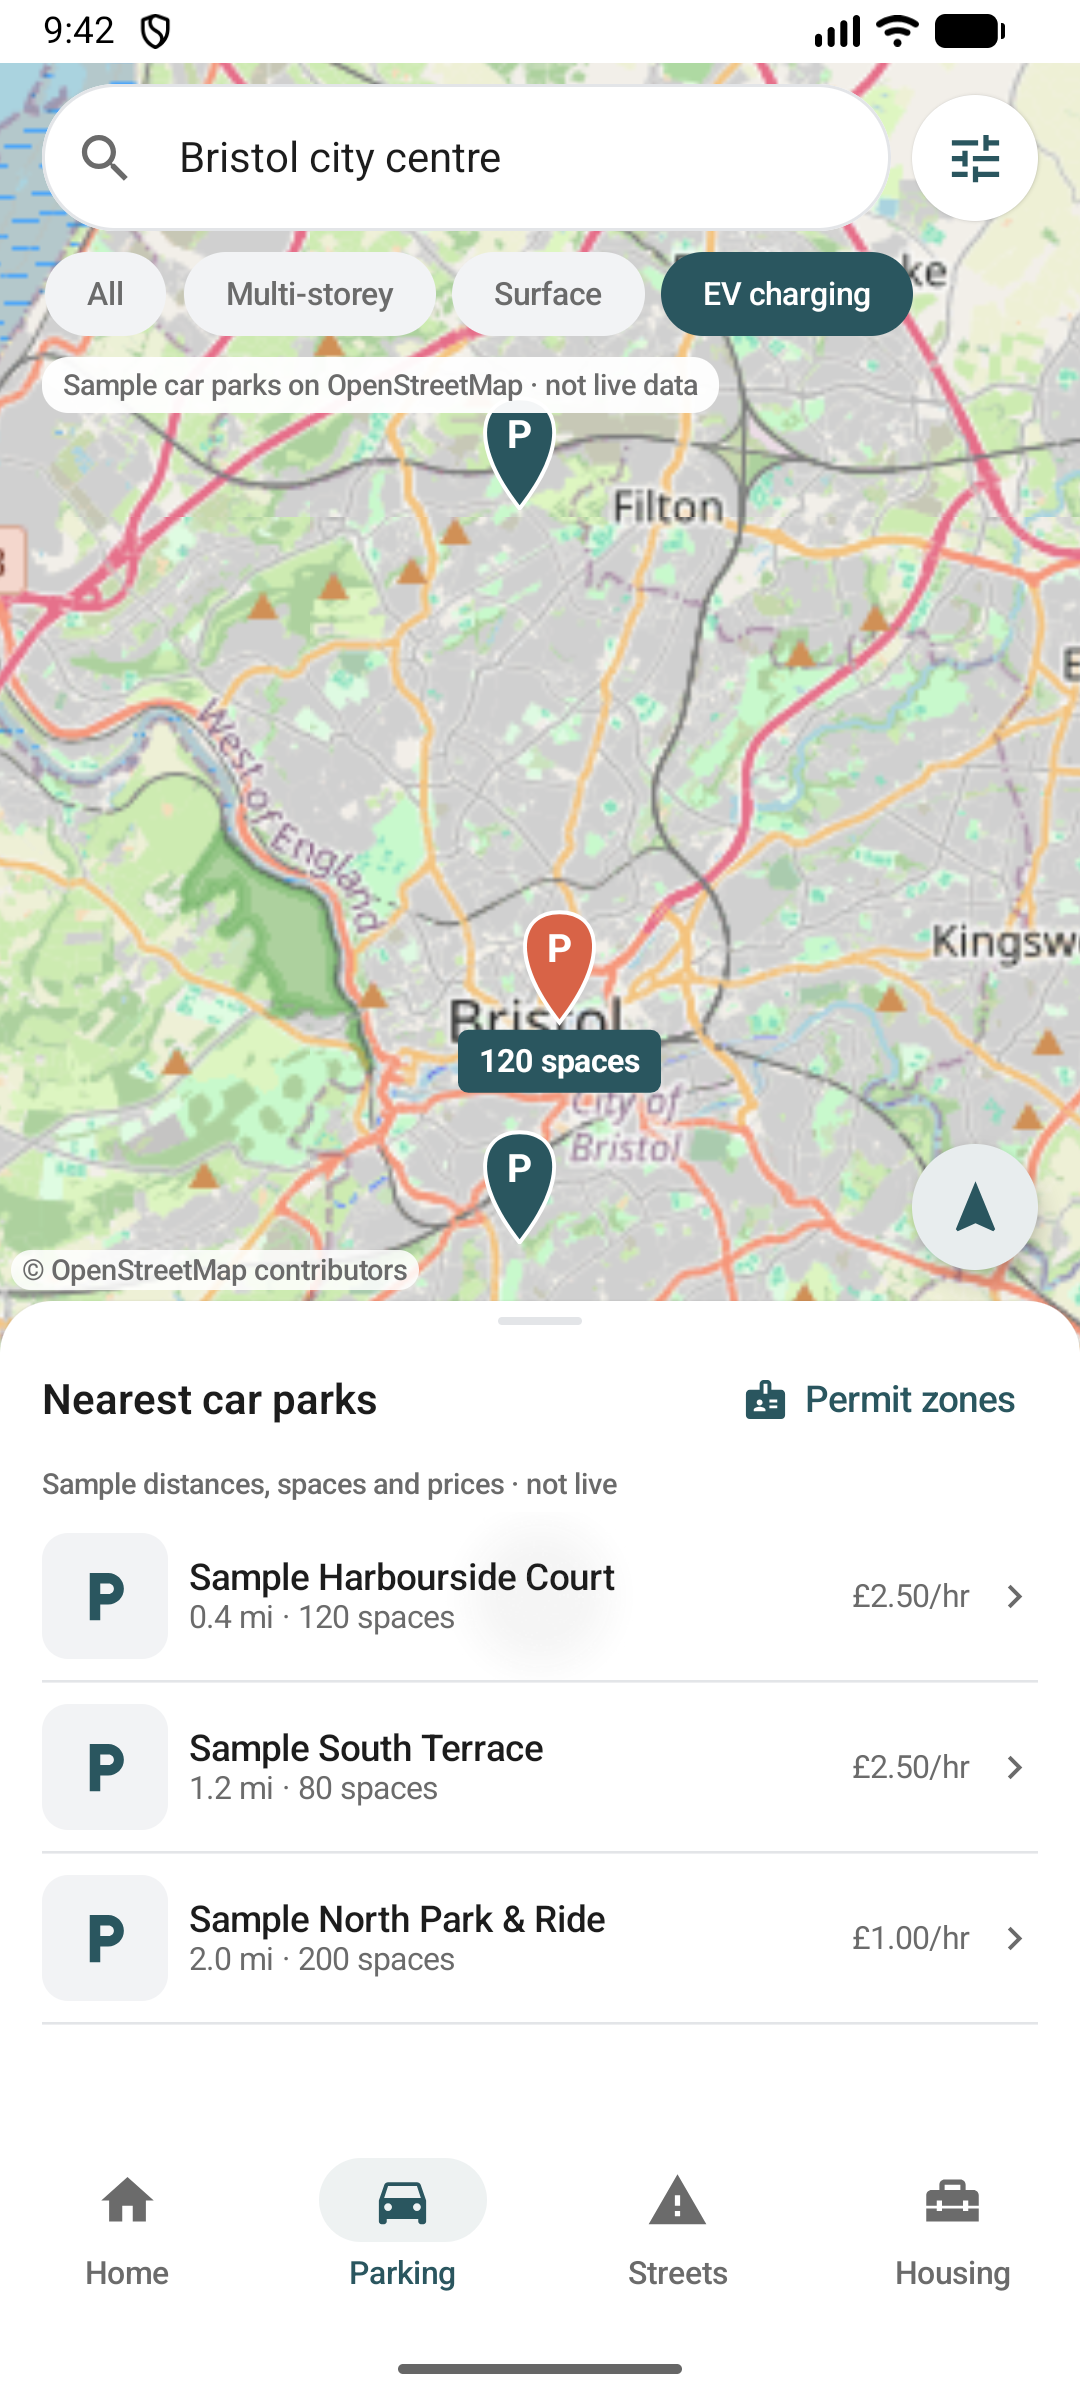 9:42
Bristol city centre
All
Multi-storey
Surface
EV charging
ke
Sample car parks on OpenStreetMap · not live data
P
Filton
West of England
P
Kingsw
Bristol
120 spaces
City of
Bristol
P
© OpenStreetMap contributors
Nearest car parks
Permit zones
Sample distances, spaces and prices · not live
P
Sample Harbourside Court
0.4 mi · 120 spaces
£2.50/hr
P
Sample South Terrace
1.2 mi · 80 spaces
£2.50/hr
P
Sample North Park & Ride
2.0 mi · 200 spaces
£1.00/hr
Home
Parking
Streets
Housing